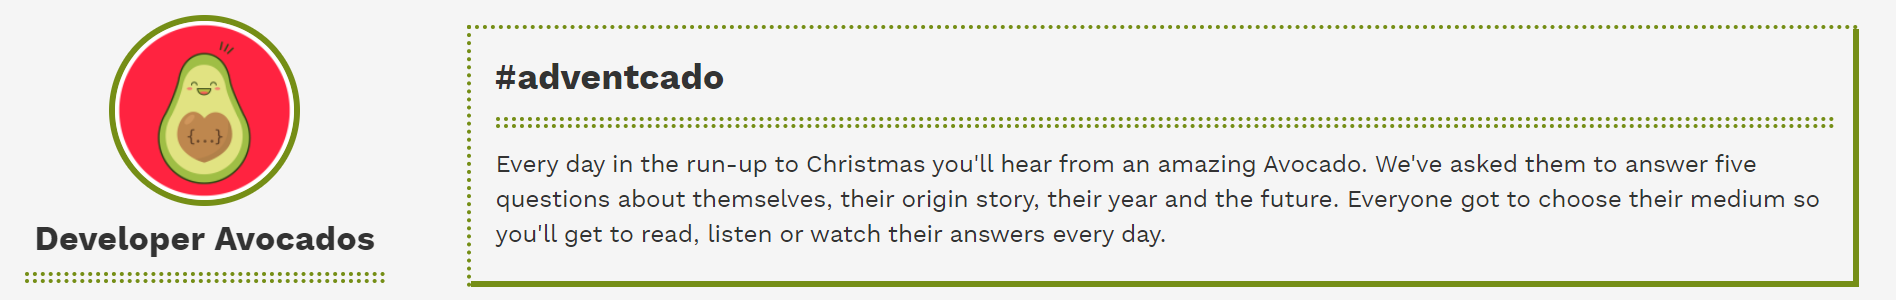 {...}
Developer Avocados
#adventcado
Every day in the run-up to Christmas you'll hear from an amazing Avocado. We've asked them to answer five
questions about themselves, their origin story, their year and the future. Everyone got to choose their medium so
you'll get to read, listen or watch their answers every day.